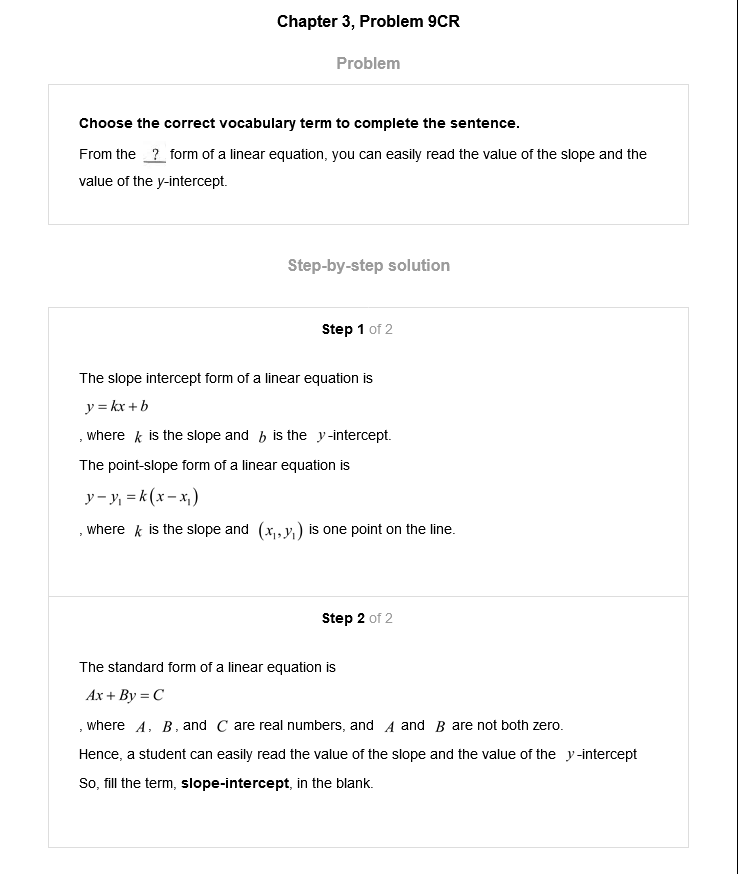 Chapter 3, Problem 9CR
Problem
Choose the correct vocabulary term to complete the sentence.
From the ? form of a linear equation, you can easily read the value of the slope and the
value of the y-intercept.
Step-by-step solution
Step 1 of 2
The slope intercept form of a linear equation is
y = kx + b
, where k is the slope and b is the y-intercept.
The point-slope form of a linear equation is
y − y₁ = k(x − x₁)
, where k is the slope and (x₁, y₁) is one point on the line.
Step 2 of 2
The standard form of a linear equation is
Ax + By = C
, where A, B, and C are real numbers, and A and B are not both zero.
Hence, a student can easily read the value of the slope and the value of the y-intercept
So, fill the term, slope-intercept, in the blank.